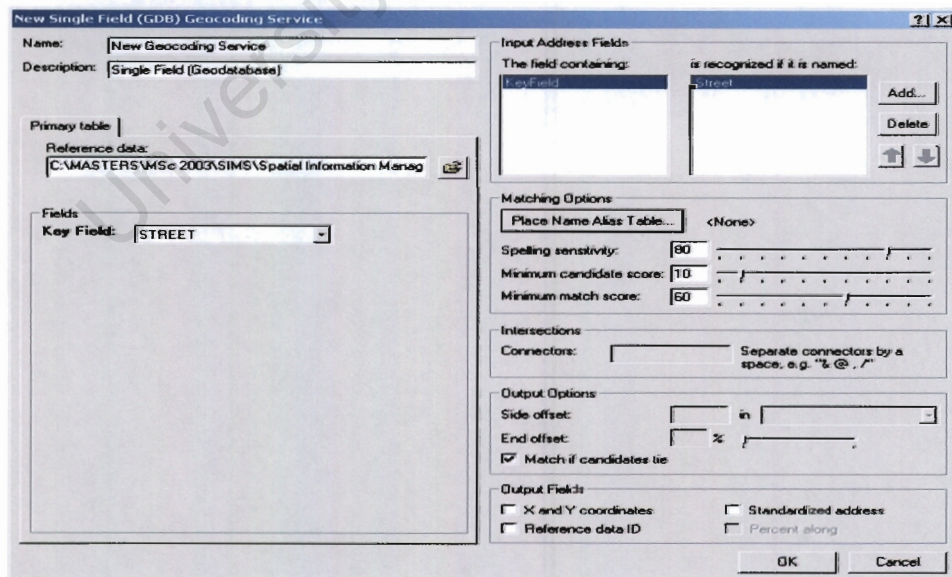 New Single Field (GDB) Geocoding Service
Name: New Geocoding Service
Description: Single Field (Geodatabase)
Primary table
Reference data:
C:\MASTERS\MSc 2003\SIMS\Spatial Information Manag
Fields
Key Field: STREET
Input Address Fields
The field containing: is recognized if it is named:
KeyField Street
Add...
Delete
Matching Options
Place Name Alias Table... <None>
Spelling sensitivity: 80
Minimum candidate score: 10
Minimum match score: 60
Intersections
Connectors: Separate connectors by a
space, e.g. "& @ , /"
Output Options
Side offset: in
End offset: %
Match if candidates tie
Output Fields
X and Y coordinates Standardized address
Reference data ID Percent along
OK Cancel
University